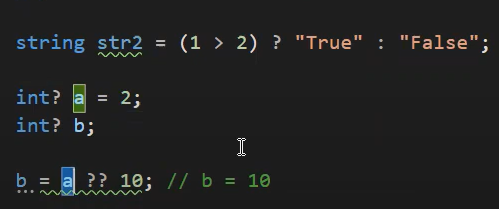 string str2 = (1 > 2) ? "True" : "False";
int? a = 2;
int? b;
b = a ?? 10; // b = 10